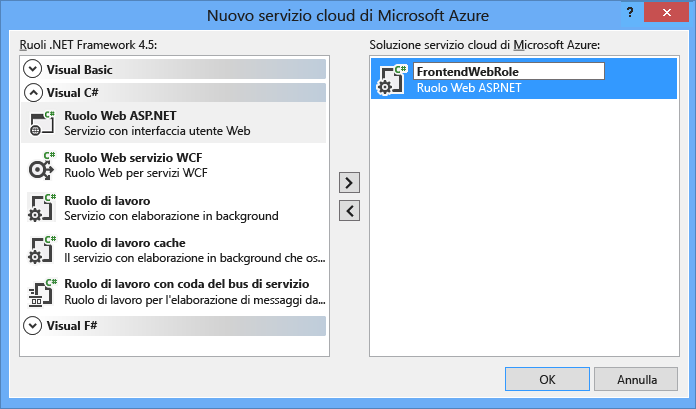 Nuovo servizio cloud di Microsoft Azure
?
Ruoli .NET Framework 4.5:
Visual Basic
Visual C#
C#
Ruolo Web ASP.NET
Servizio con interfaccia utente Web
C#
Ruolo Web servizio WCF
Ruolo Web per servizi WCF
C#
Ruolo di lavoro
Servizio con elaborazione in background
C#
Ruolo di lavoro cache
Il servizio con elaborazione in background che os...
C#
Ruolo di lavoro con coda del bus di servizio
Ruolo di lavoro per l'elaborazione di messaggi da...
Visual F#
Soluzione servizio cloud di Microsoft Azure:
C#
FrontendWebRole
Ruolo Web ASP.NET
OK
Annulla